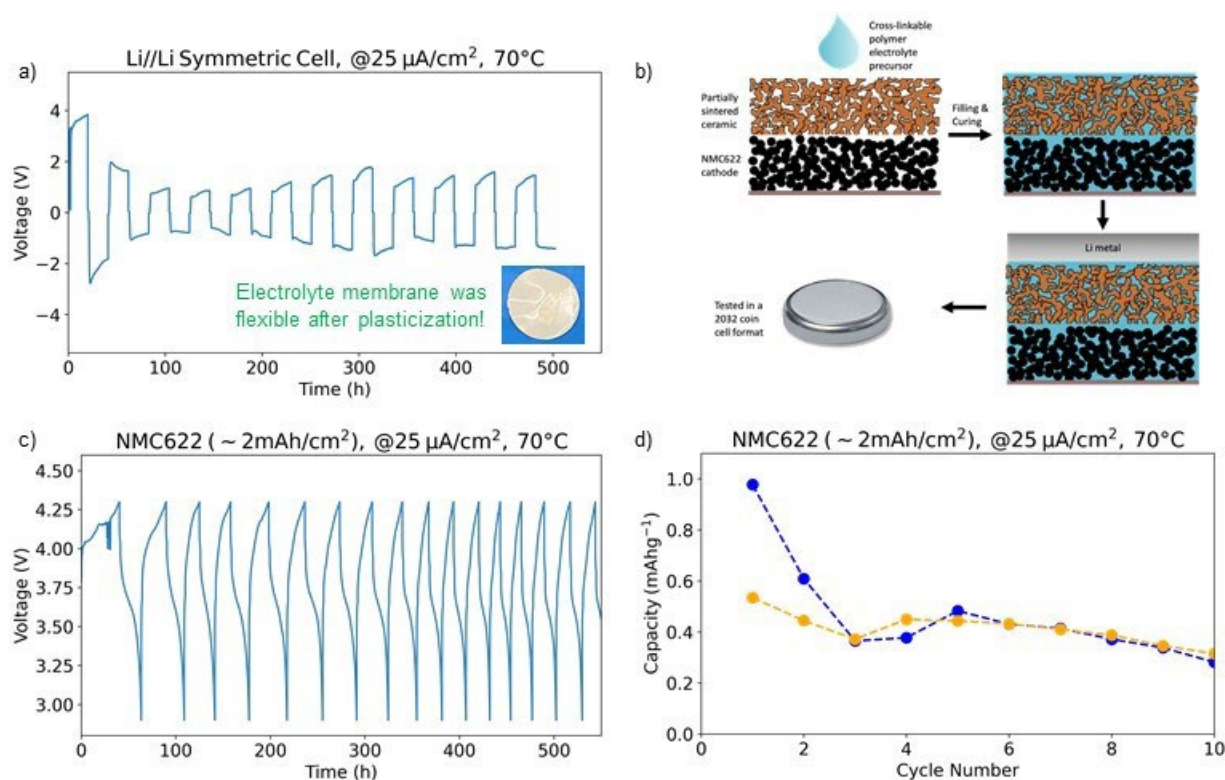 a)
Li//Li Symmetric Cell, @25 μA/cm², 70°C
Voltage (V)
4
2
0
−2
−4
Electrolyte membrane was
flexible after plasticization!
0 100 200 300 400 500
Time (h)
b)
Cross-linkable
polymer
electrolyte
precursor
Partially
sintered
ceramic
Filling &
Curing
NMC622
cathode
Li metal
Tested in a
2032 coin
cell format
c)
NMC622 ( ~ 2mAh/cm²), @25 μA/cm², 70°C
Voltage (V)
4.50
4.25
4.00
3.75
3.50
3.25
3.00
0 100 200 300 400 500
Time (h)
d)
NMC622 ( ~ 2mAh/cm²), @25 μA/cm², 70°C
Capacity (mAhg⁻¹)
1.0
0.8
0.6
0.4
0.2
0.0
0 2 4 6 8 10
Cycle Number